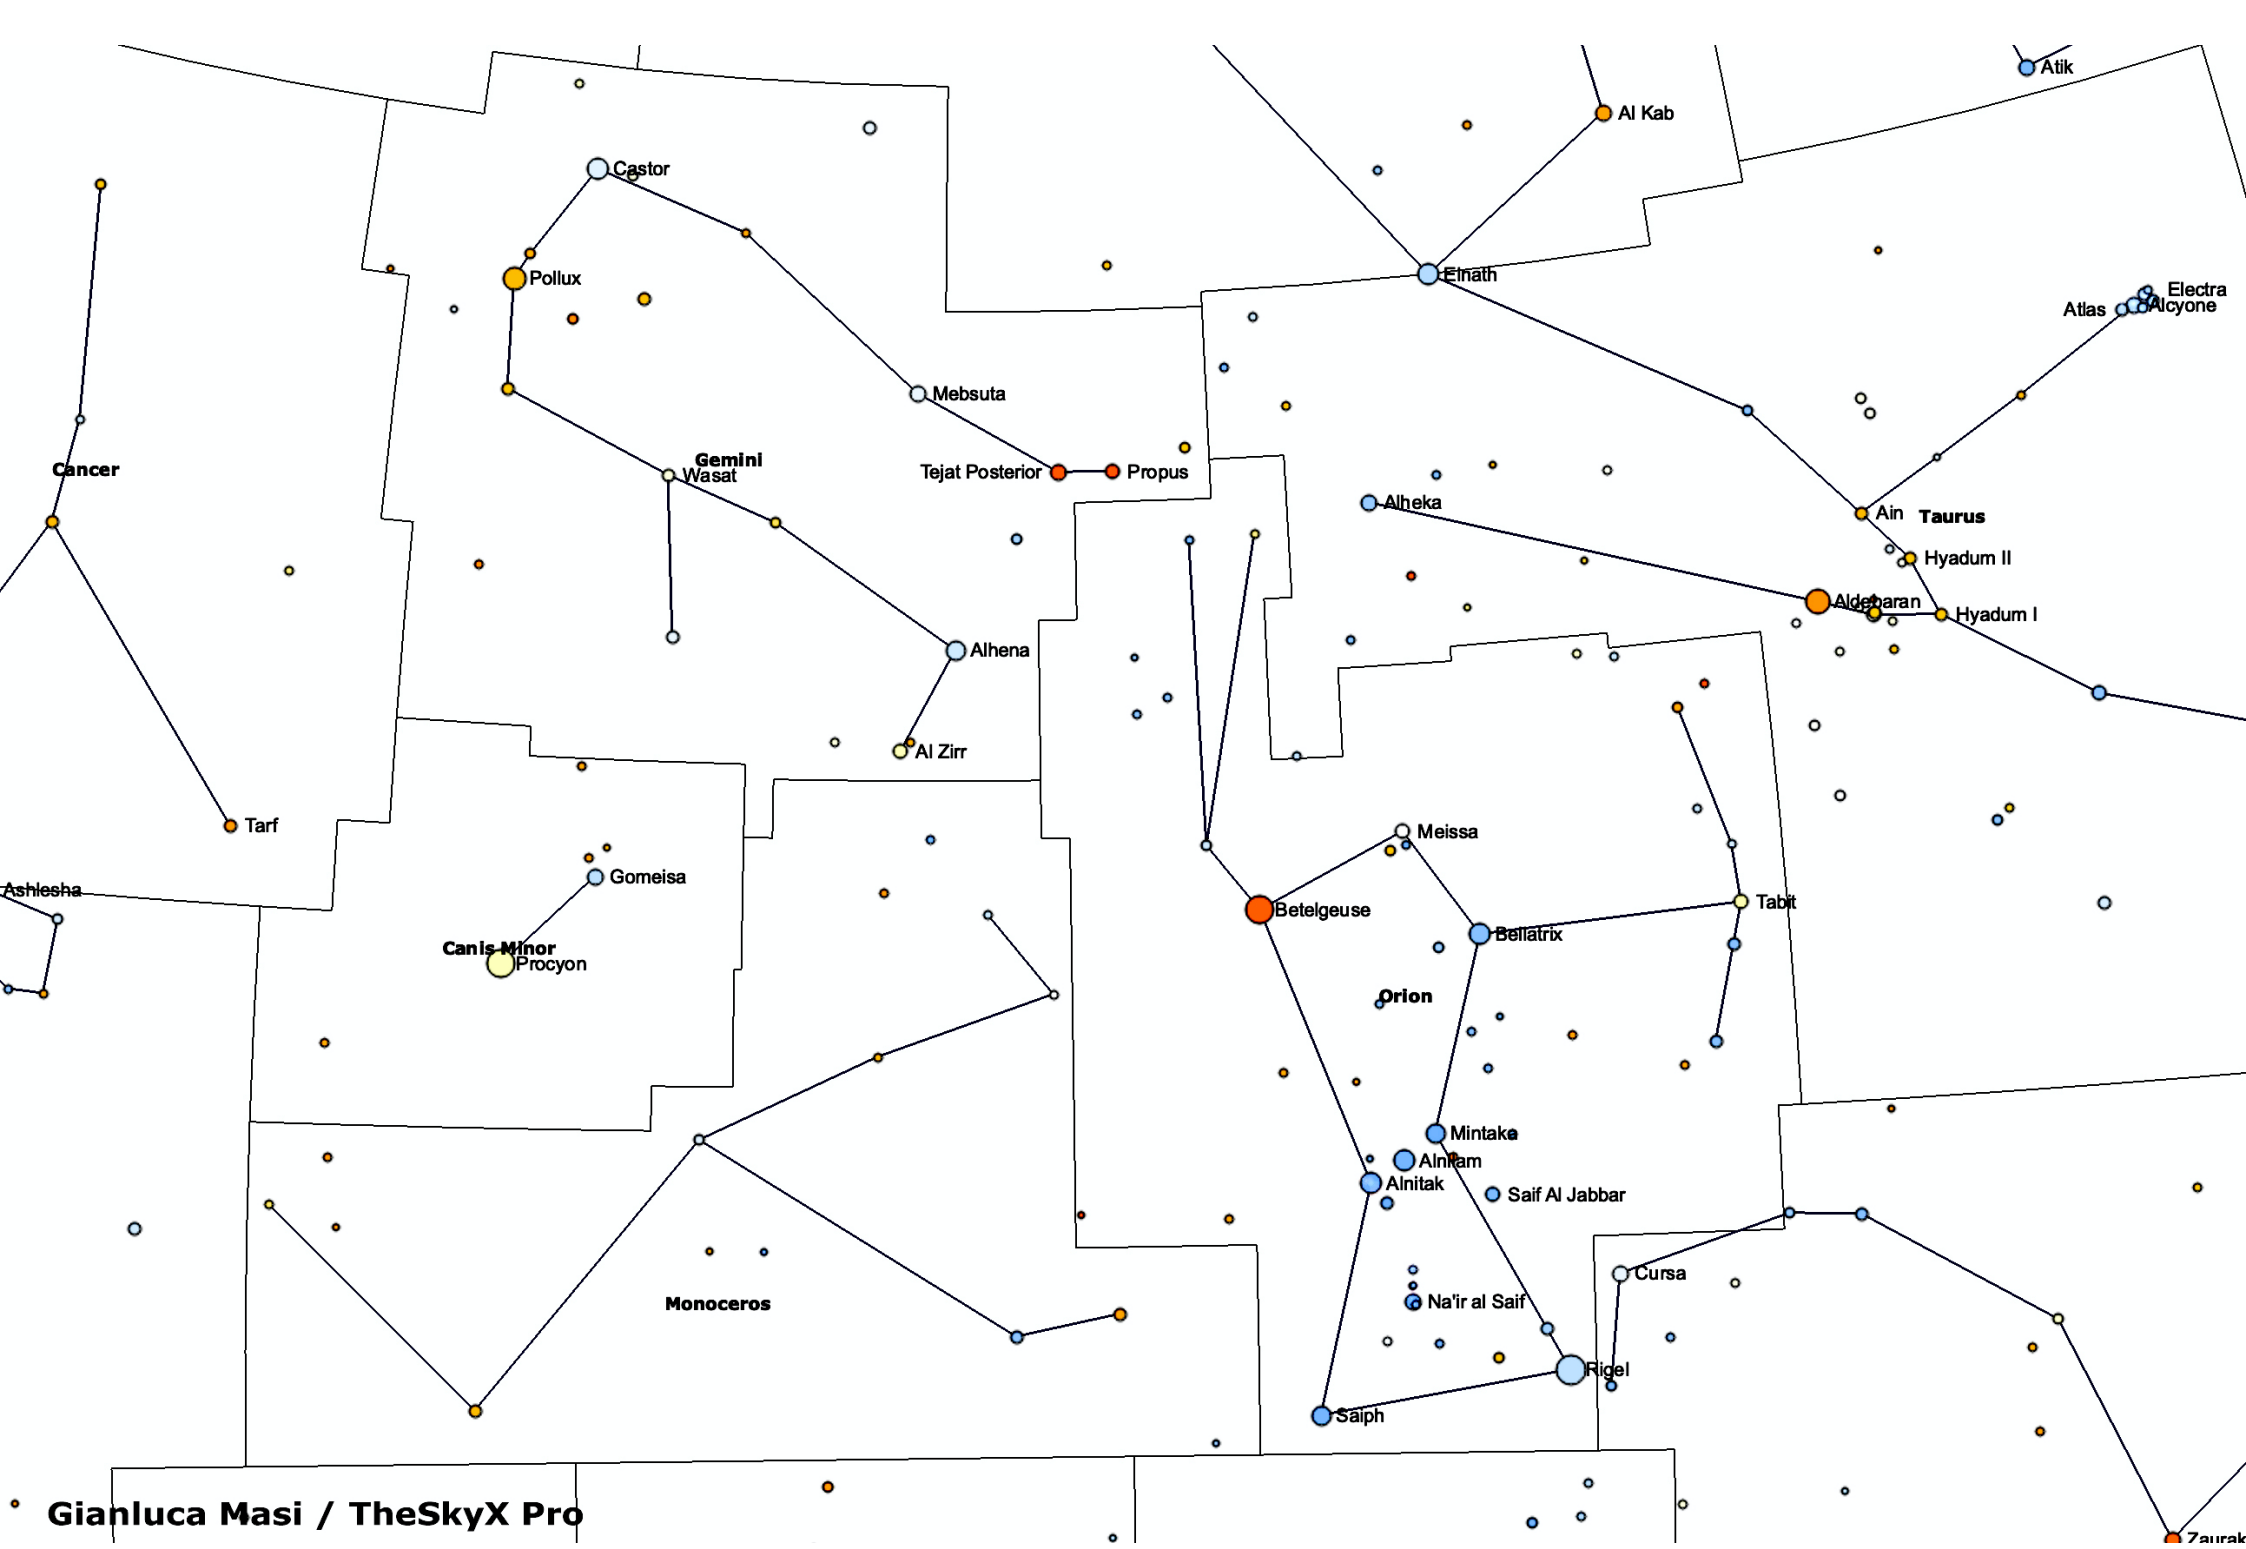 Atik
Al Kab
Castor
Elnath
Pollux
Electra
Atlas
Alcyone
Mebsuta
Cancer
Gemini
Wasat
Tejat Posterior
Propus
Alheka
Ain
Taurus
Hyadum II
Aldebaran
Hyadum I
Alhena
Al Zirr
Tarf
Meissa
Gomeisa
Ashlesha
Betelgeuse
Tabit
Bellatrix
Canis Minor
Procyon
Orion
Mintaka
Alnilam
Alnitak
Saif Al Jabbar
Cursa
Monoceros
Na'ir al Saif
Rigel
Saiph
Gianluca Masi / TheSkyX Pro
Zaurak